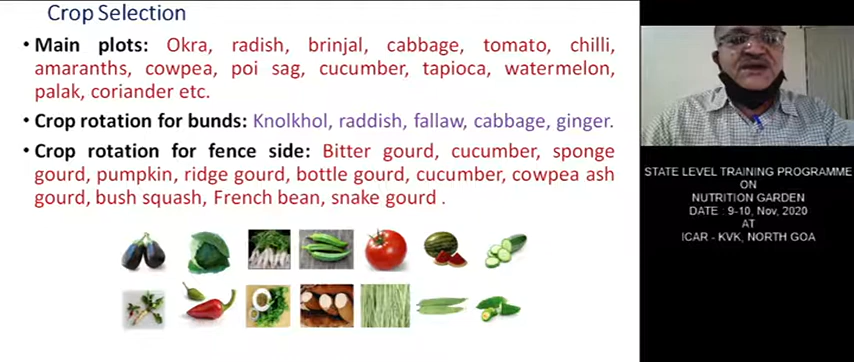 Crop Selection
• Main plots: Okra, radish, brinjal, cabbage, tomato, chilli,
amaranths, cowpea, poi sag, cucumber, tapioca, watermelon,
palak, coriander etc.
• Crop rotation for bunds: Knolkhol, raddish, fallaw, cabbage, ginger.
• Crop rotation for fence side: Bitter gourd, cucumber, sponge
gourd, pumpkin, ridge gourd, bottle gourd, cucumber, cowpea ash
gourd, bush squash, French bean, snake gourd .
STATE LEVEL TRAINING PROGRAMME
ON
NUTRITION GARDEN
DATE : 9-10, Nov, 2020
AT
ICAR - KVK, NORTH GOA